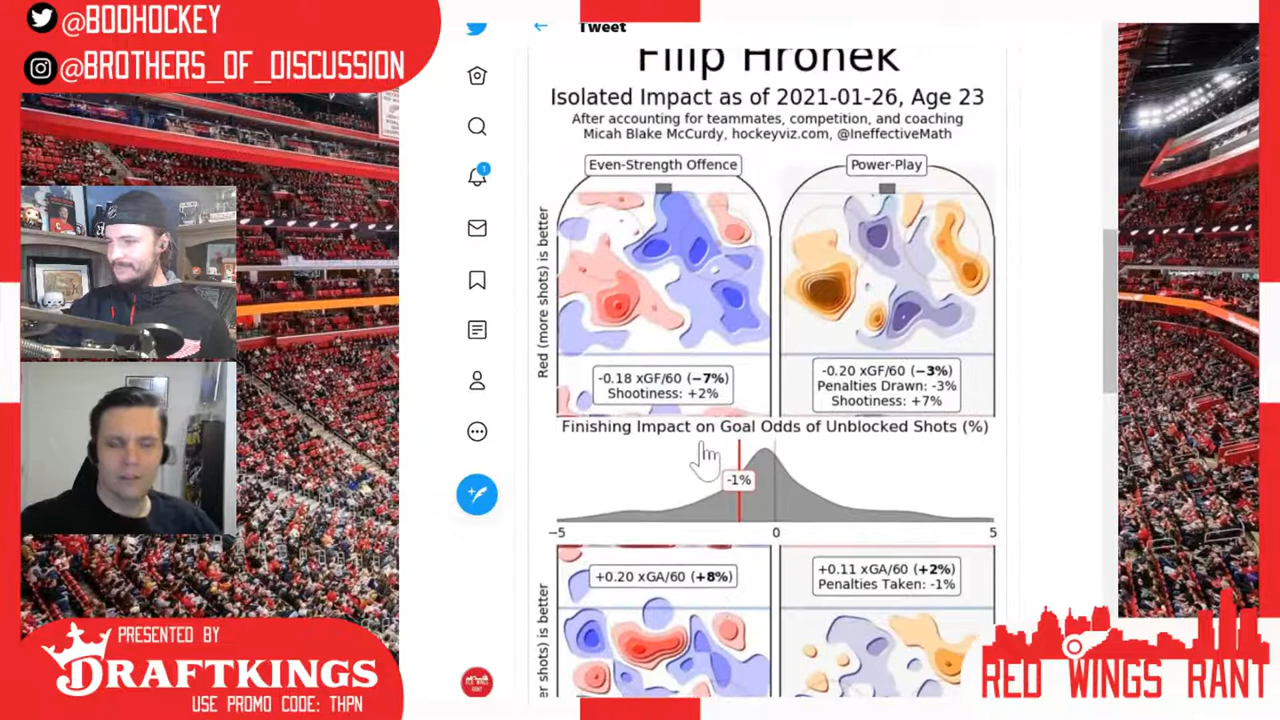 @BODHOCKEY
@BROTHERS_OF_DISCUSSION
Tweet
Filip Hronek
Isolated Impact as of 2021-01-26, Age 23
After accounting for teammates, competition, and coaching
Micah Blake McCurdy, hockeyviz.com, @IneffectiveMath
Even-Strength Offence
Power-Play
Red (more shots) is better
-0.18 xGF/60 (−7%)
Shootiness: +2%
-0.20 xGF/60 (−3%)
Penalties Drawn: -3%
Shootiness: +7%
Finishing Impact on Goal Odds of Unblocked Shots (%)
-1%
−5
0
5
+0.20 xGA/60 (+8%)
+0.11 xGA/60 (+2%)
Penalties Taken: -1%
shots) is better
1
PRESENTED BY
DRAFTKINGS
USE PROMO CODE: THPN
RED WINGS RANT
RED WINGS RANT